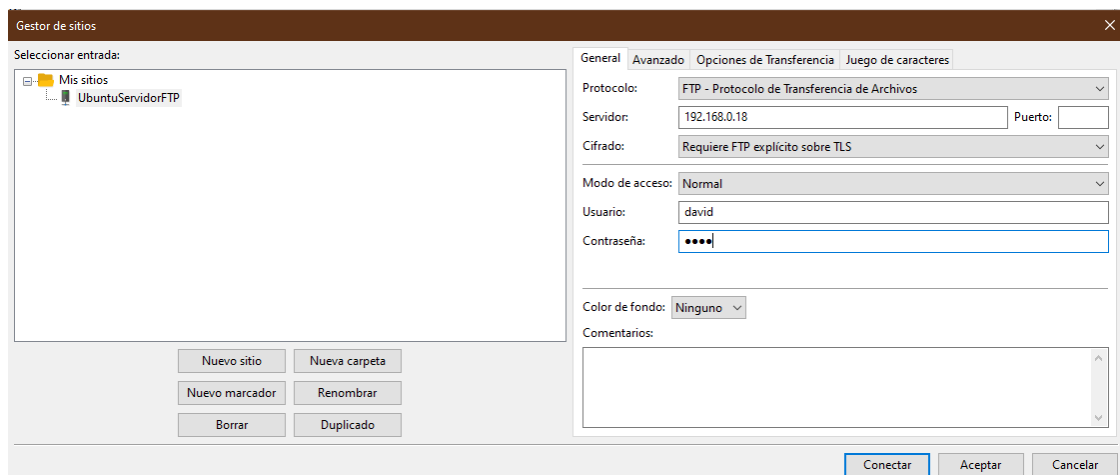 Gestor de sitios
Seleccionar entrada:
Mis sitios
UbuntuServidorFTP
Nuevo sitio Nueva carpeta
Nuevo marcador Renombrar
Borrar Duplicado
General Avanzado Opciones de Transferencia Juego de caracteres
Protocolo: FTP - Protocolo de Transferencia de Archivos
Servidor: 192.168.0.18 Puerto:
Cifrado: Requiere FTP explícito sobre TLS
Modo de acceso: Normal
Usuario: david
Contraseña: ●●●●
Color de fondo: Ninguno
Comentarios:
Conectar Aceptar Cancelar